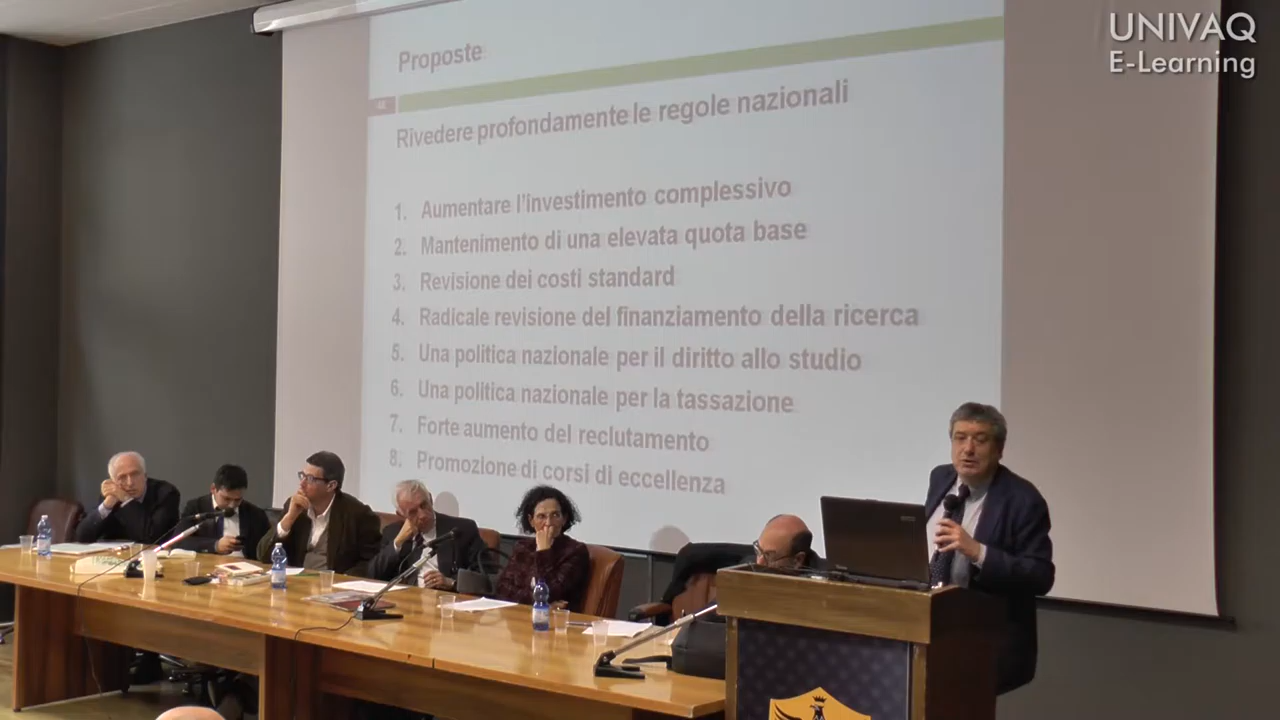 UNIVAQ
E-Learning
Proposte
Rivedere profondamente le regole nazionali
1. Aumentare l'investimento complessivo
2. Mantenimento di una elevata quota base
3. Revisione dei costi standard
4. Radicale revisione del finanziamento della ricerca
5. Una politica nazionale per il diritto allo studio
6. Una politica nazionale per la tassazione
7. Forte aumento del reclutamento
8. Promozione di corsi di eccellenza